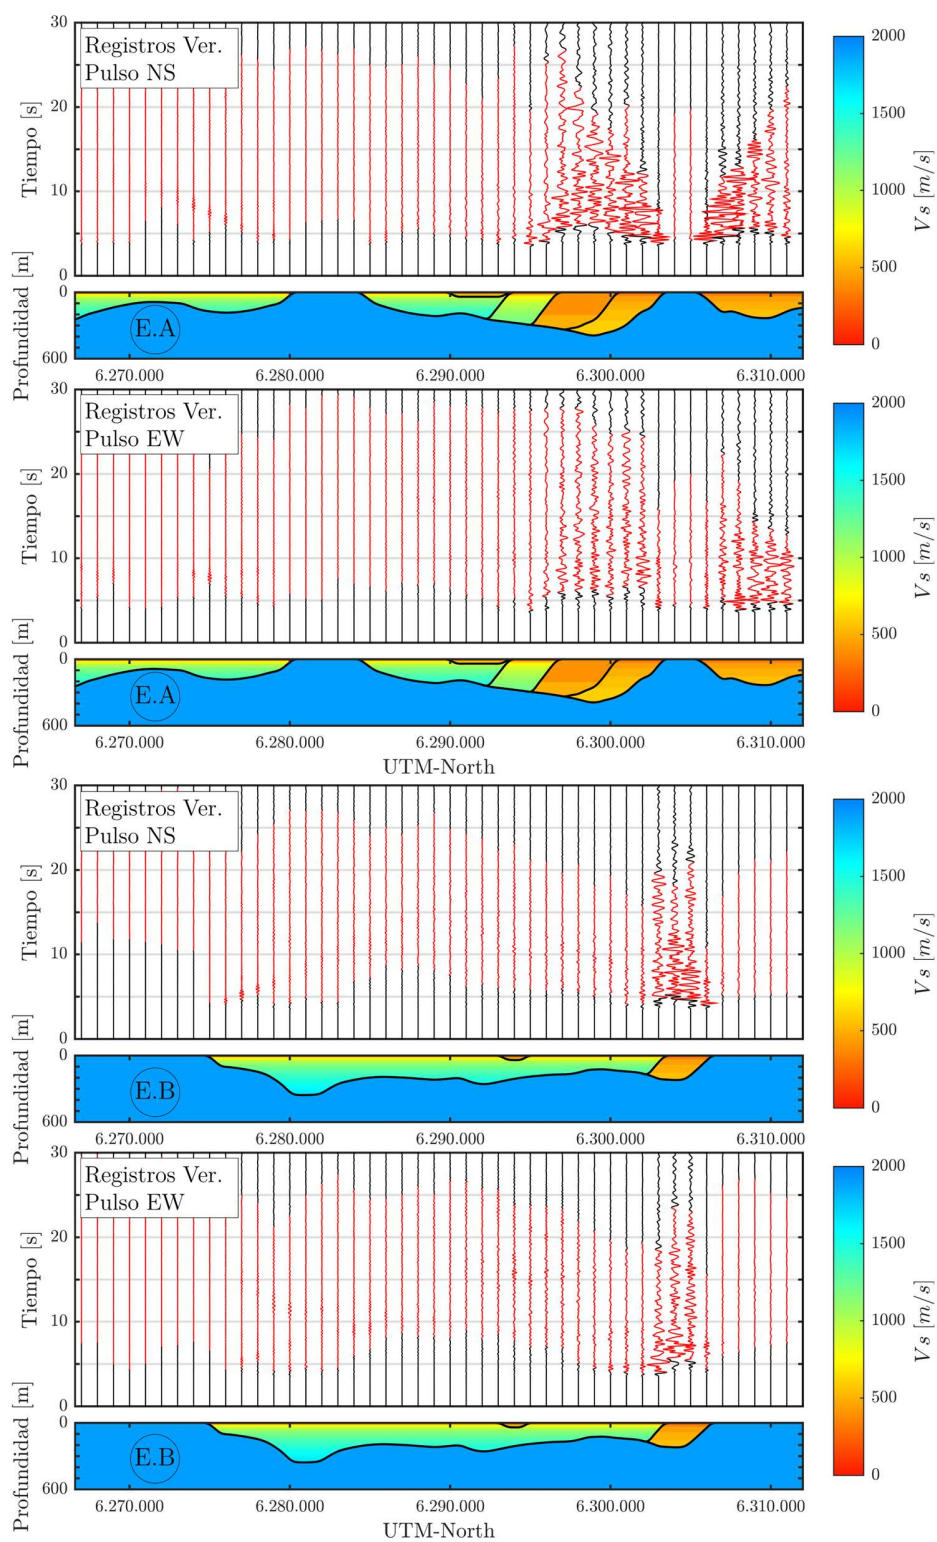 30
20
10
0
Tiempo [s]
Registros Ver.
Pulso NS
2000
1500
1000
500
0
Vs [m/s]
0
600
Profundidad [m]
E.A
6.270.000
6.280.000
6.290.000
6.300.000
6.310.000
30
20
10
0
Tiempo [s]
Registros Ver.
Pulso EW
2000
1500
1000
500
0
Vs [m/s]
0
600
Profundidad [m]
E.A
6.270.000
6.280.000
6.290.000
6.300.000
6.310.000
UTM-North
30
20
10
0
Tiempo [s]
Registros Ver.
Pulso NS
2000
1500
1000
500
0
Vs [m/s]
0
600
Profundidad [m]
E.B
6.270.000
6.280.000
6.290.000
6.300.000
6.310.000
30
20
10
0
Tiempo [s]
Registros Ver.
Pulso EW
2000
1500
1000
500
0
Vs [m/s]
0
600
Profundidad [m]
E.B
6.270.000
6.280.000
6.290.000
6.300.000
6.310.000
UTM-North